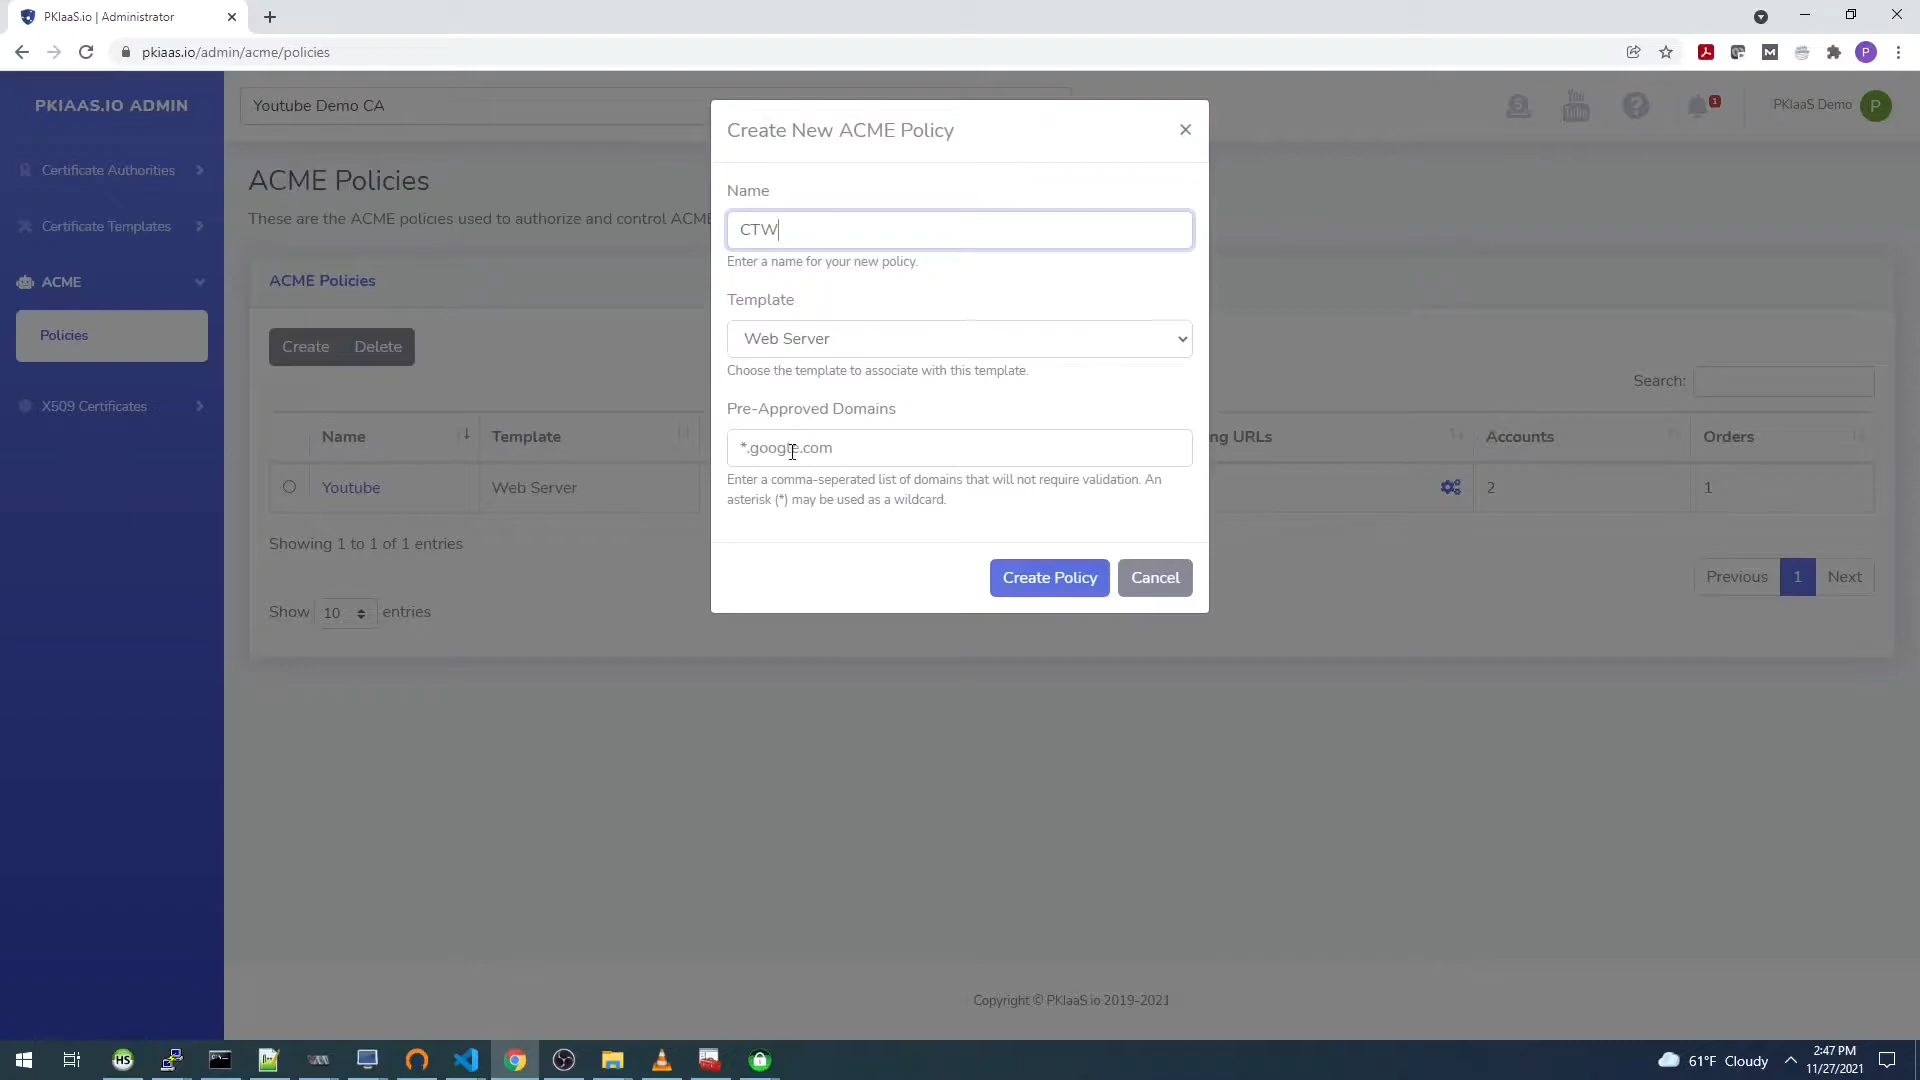 PKIaaS.io | Administrator
pkiaas.io/admin/acme/policies
PKIAAS.IO ADMIN
Certificate Authorities
Certificate Templates
ACME
Policies
X509 Certificates
Youtube Demo CA
1
PKIaaS Demo
P
ACME Policies
These are the ACME policies used to authorize and control ACME
ACME Policies
Create Delete
Search:
Name Template ng URLs Accounts Orders
Youtube Web Server 2 1
Showing 1 to 1 of 1 entries
Previous 1 Next
Show 10 entries
Create New ACME Policy
Name
CTW
Enter a name for your new policy.
Template
Web Server
Choose the template to associate with this template.
Pre-Approved Domains
*.google.com
Enter a comma-seperated list of domains that will not require validation. An
asterisk (*) may be used as a wildcard.
Create Policy Cancel
Copyright © PKIaaS.io 2019-2021
61°F Cloudy
2:47 PM
11/27/2021